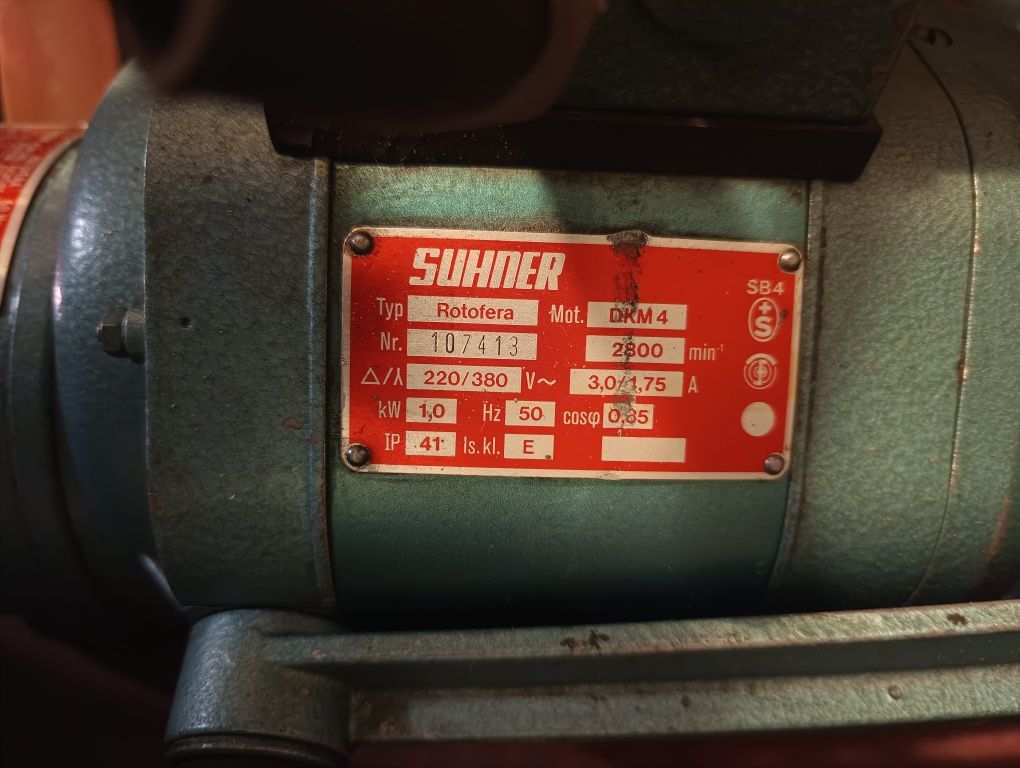 SUHNER
SB4
Typ Rotofera Mot. DKM 4
Nr. 107413 2800 min⁻¹
△/⅄ 220/380 V~ 3,0/1,75 A
kW 1,0 Hz 50 cosφ 0,85
IP 41 Is.kl. E
+S